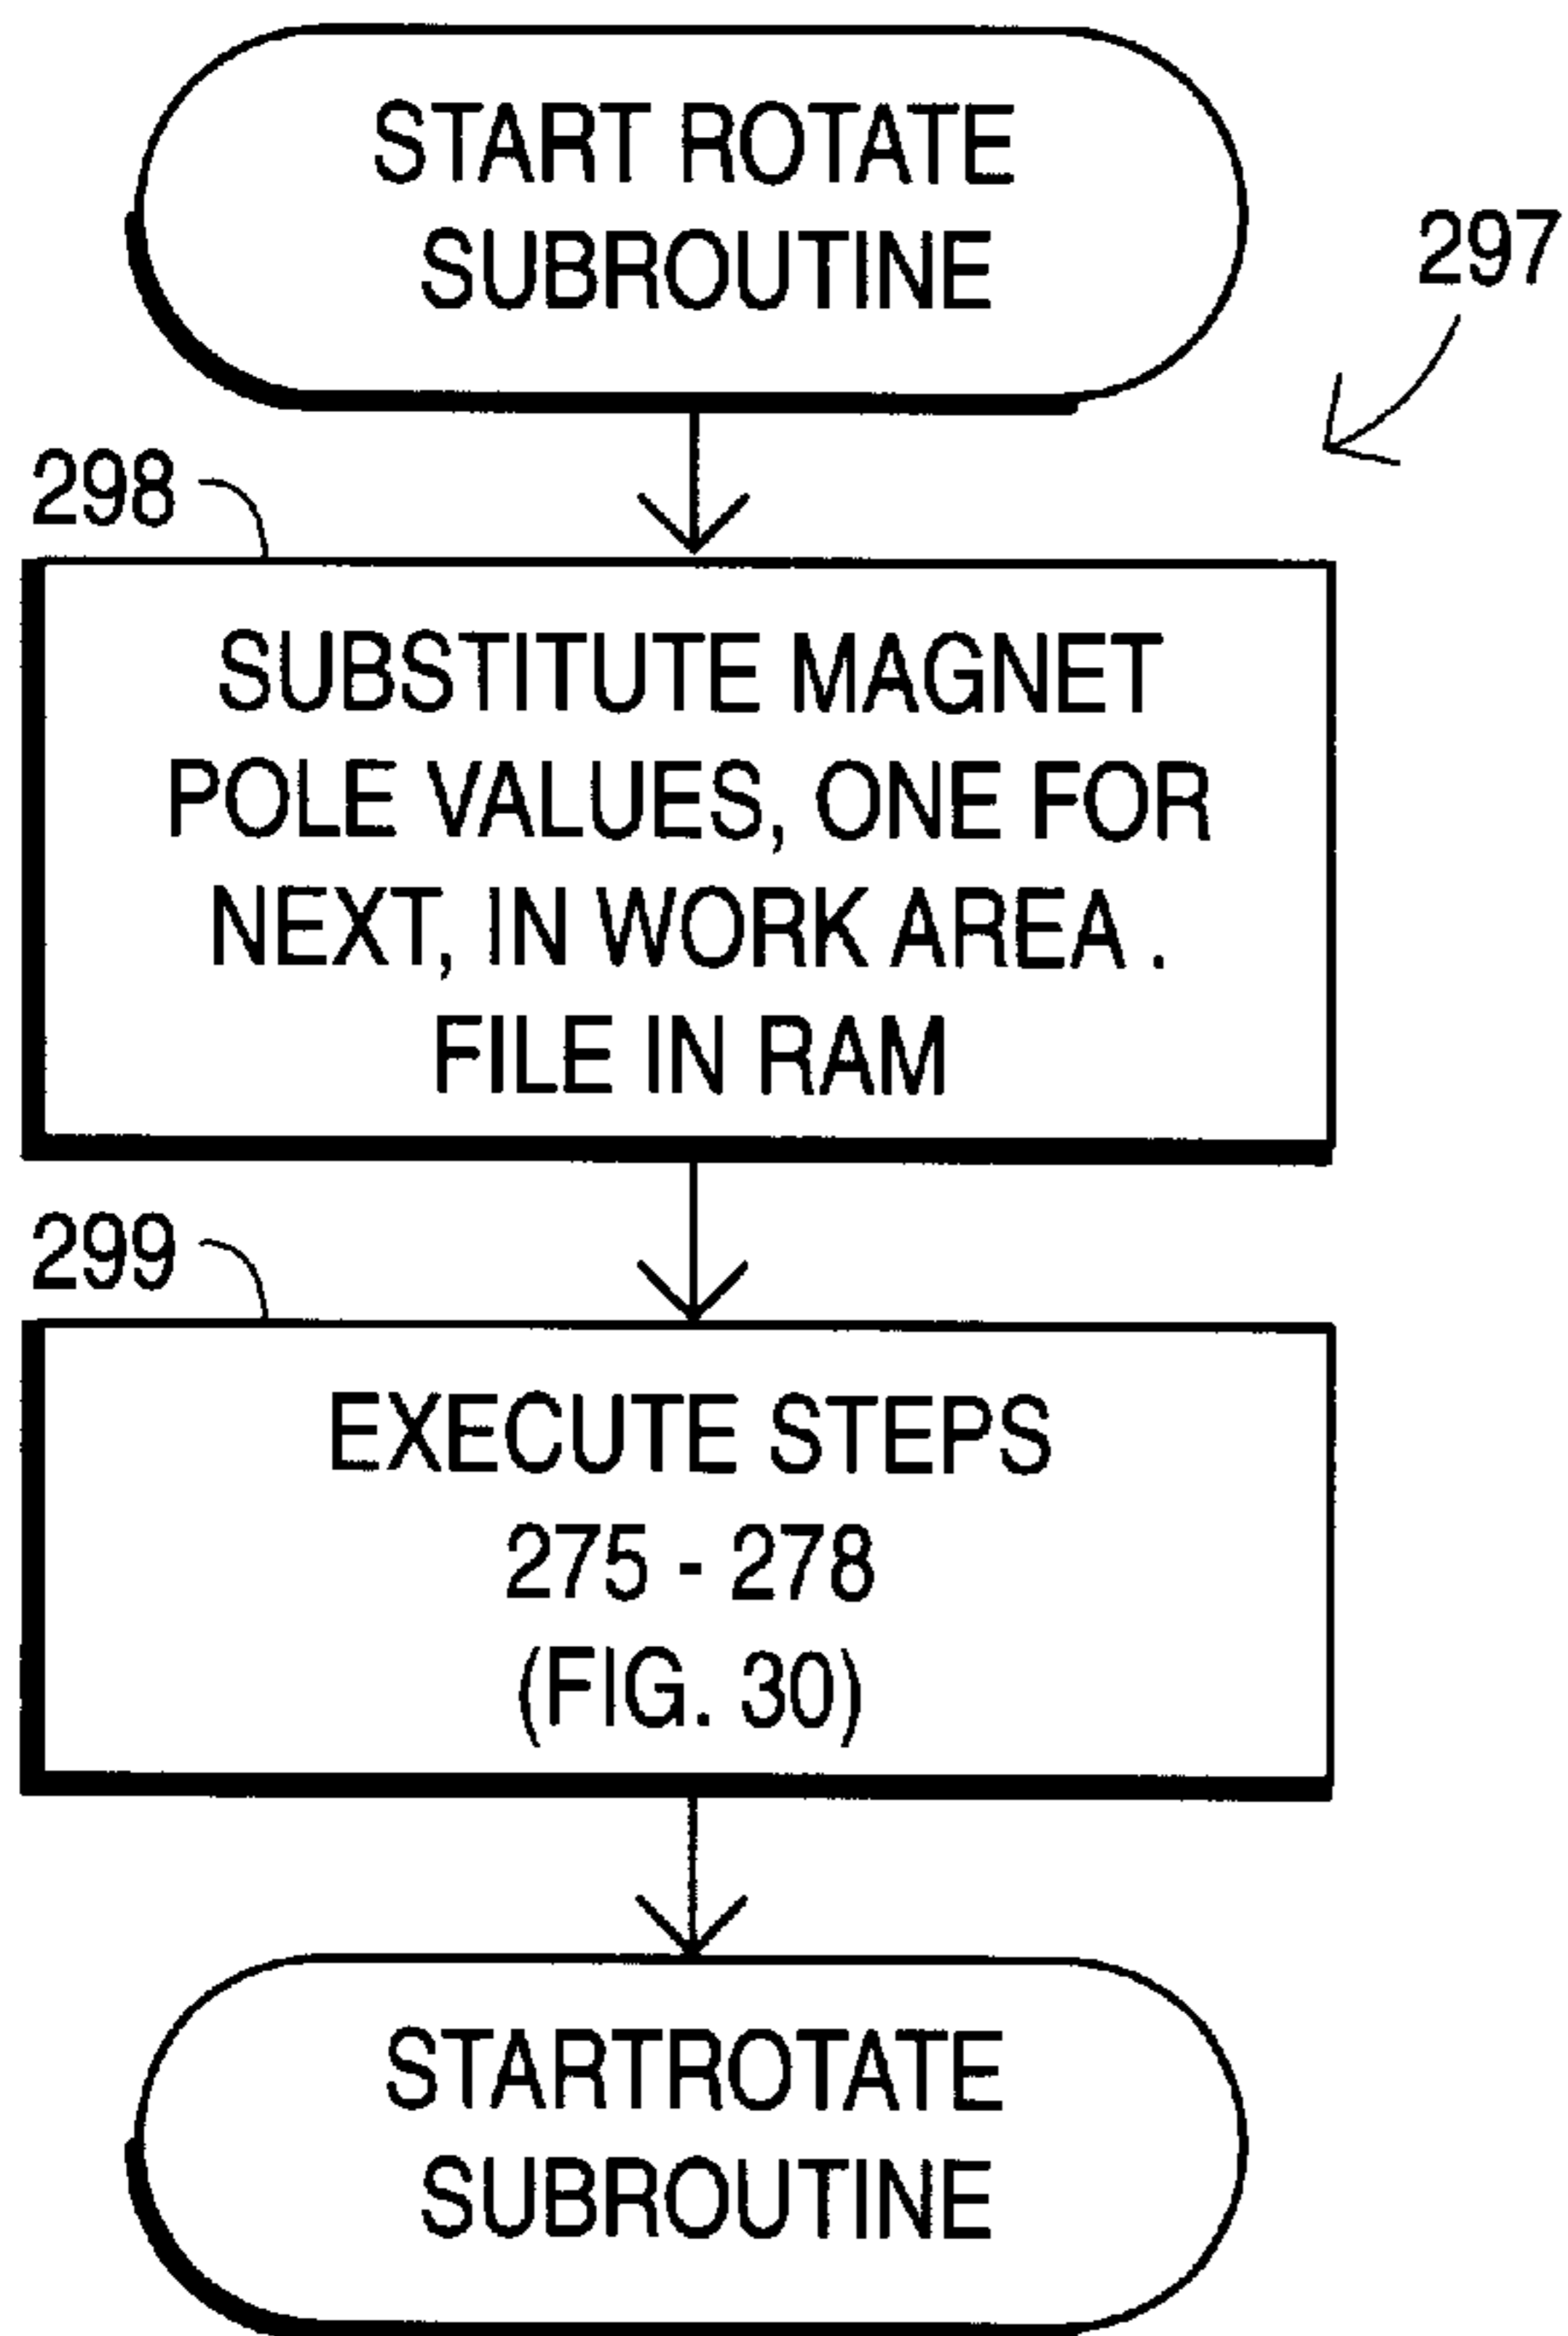 START ROTATE
SUBROUTINE
297
298
SUBSTITUTE MAGNET
POLE VALUES, ONE FOR
NEXT, IN WORK AREA .
FILE IN RAM
299
EXECUTE STEPS
275 - 278
(FIG. 30)
STARTROTATE
SUBROUTINE